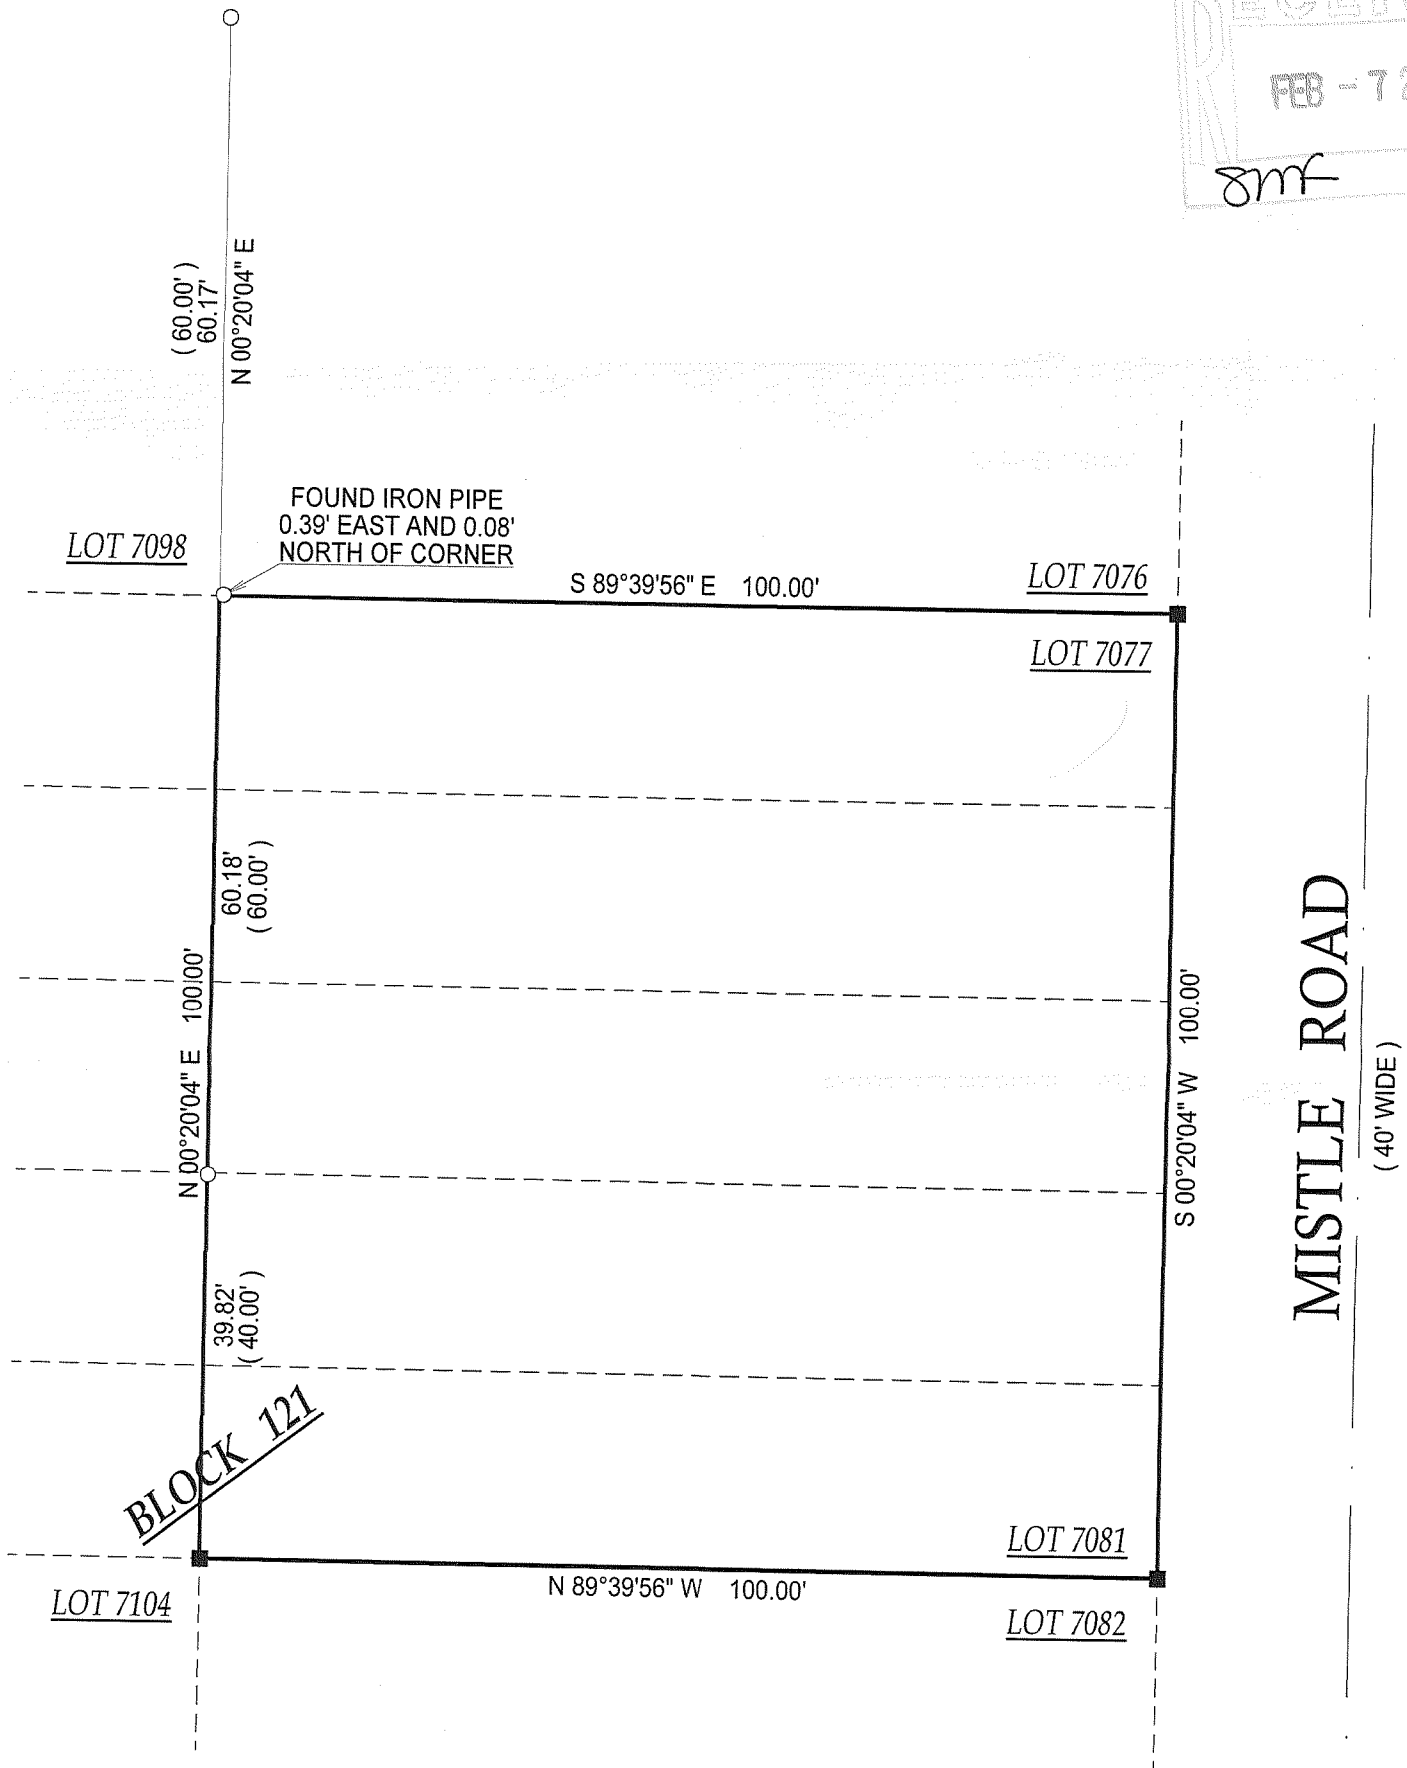 FEB - 7
SMF
( 60.00' )
60.17'
N 00°20'04" E
FOUND IRON PIPE
0.39' EAST AND 0.08'
NORTH OF CORNER
LOT 7098
S 89°39'56" E 100.00'
LOT 7076
LOT 7077
60.18'
( 60.00' )
N 00°20'04" E 100.00'
S 00°20'04" W 100.00'
MISTLE ROAD
( 40' WIDE )
39.82'
( 40.00' )
BLOCK 121
LOT 7081
N 89°39'56" W 100.00'
LOT 7104
LOT 7082